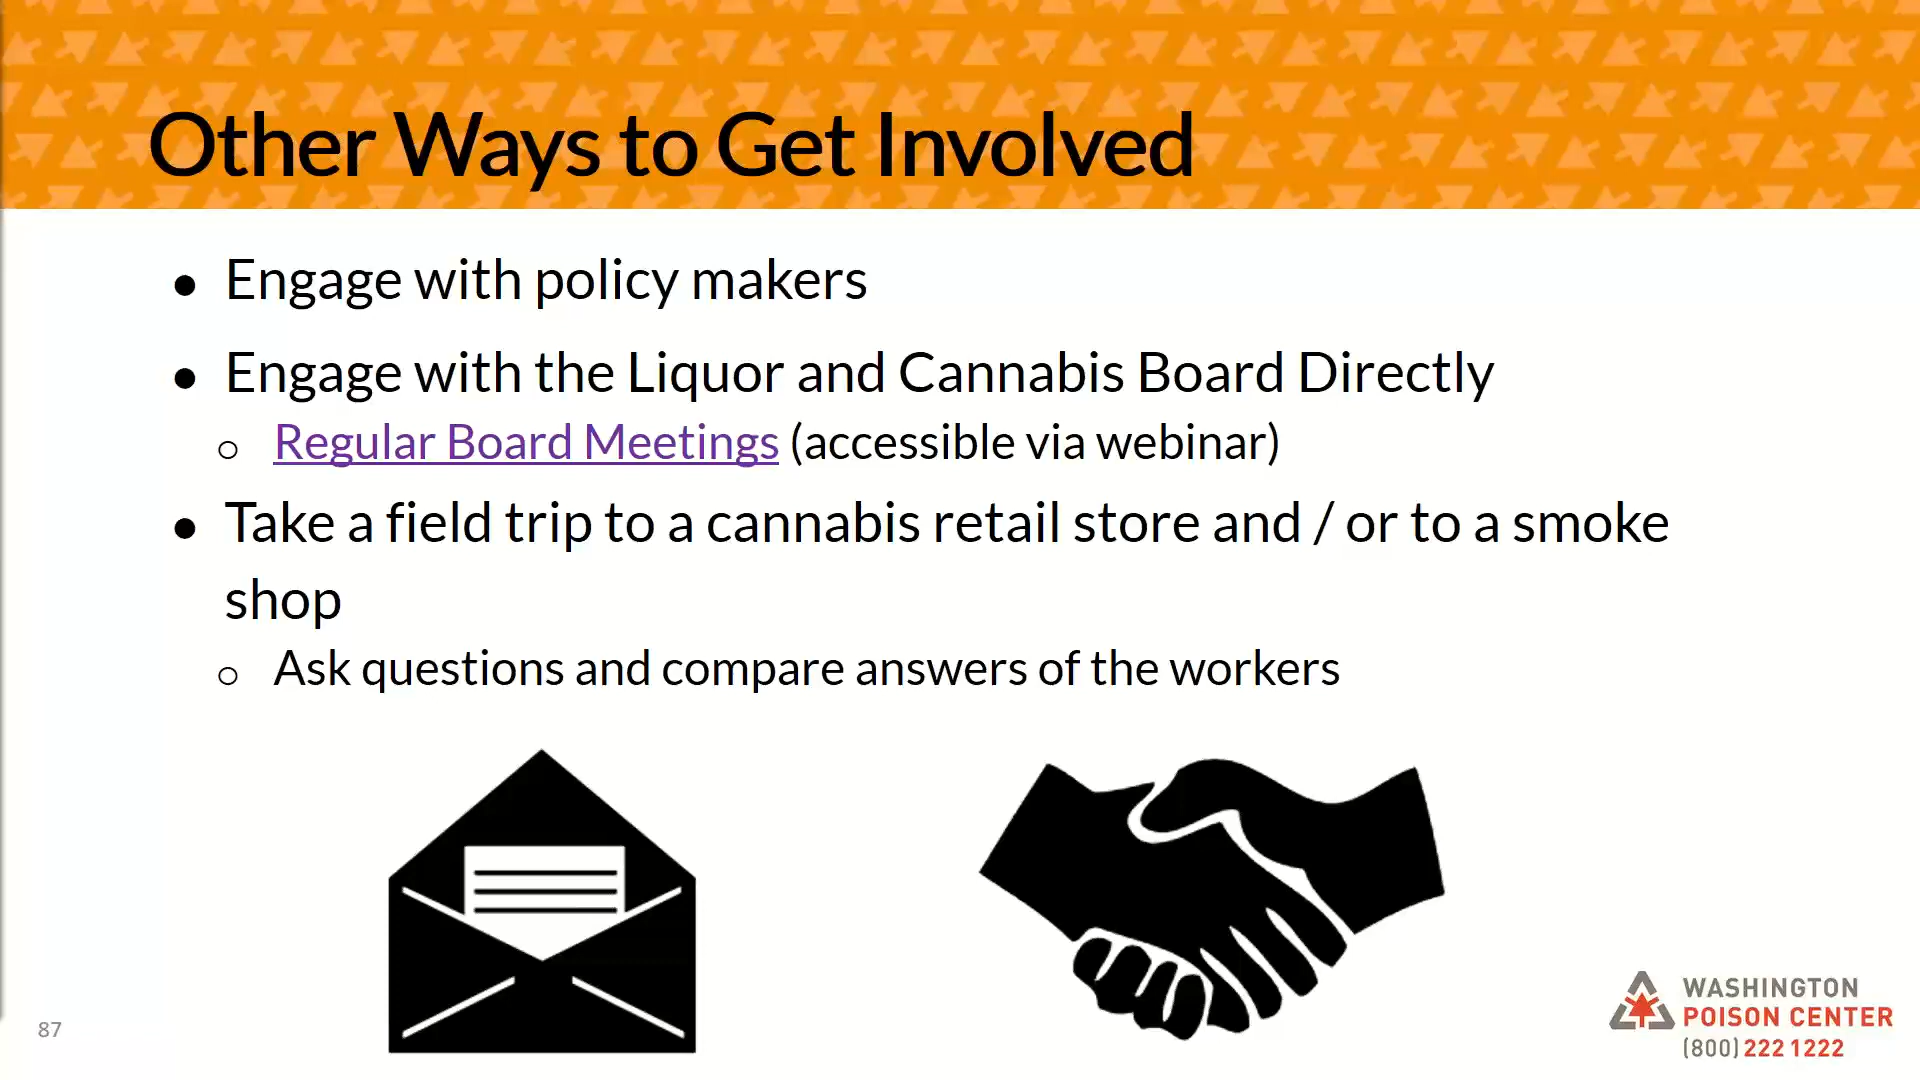 Other Ways to Get Involved
● Engage with policy makers
● Engage with the Liquor and Cannabis Board Directly
○ Regular Board Meetings (accessible via webinar)
● Take a field trip to a cannabis retail store and / or to a smoke
shop
○ Ask questions and compare answers of the workers
87
WASHINGTON
POISON CENTER
(800) 222 1222